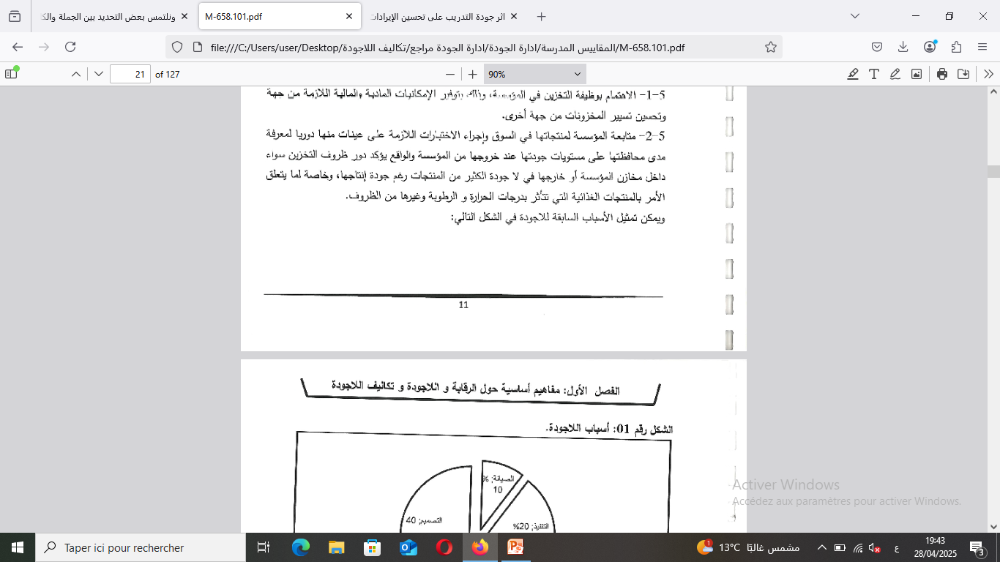 ونلتمس بعض التحديد بين الجملة والك
M-658.101.pdf
اثر جودة التدريب على تحسين الإيرادات
file:///C:/Users/user/Desktop/المقاييس المدرسة/ادارة الجودة/ادارة الجودة مراجع/تكاليف اللاجودة/M-658.101.pdf
21 of 127
90%
5-1- الاهتمام بوظيفة التخزين في المؤسسة، وذلك بتوفير الإمكانيات المادية والمالية اللازمة من جهة
وتحسين تسيير المخزونات من جهة أخرى.
5-2- متابعة المؤسسة لمنتجاتها في السوق وإجراء الاختبارات اللازمة على عينات منها دوريا لمعرفة
مدى محافظتها على مستويات جودتها عند خروجها من المؤسسة والواقع يؤكد دور ظروف التخزين سواء
داخل مخازن المؤسسة أو خارجها في لا جودة الكثير من المنتجات رغم جودة إنتاجها، وخاصة لما يتعلق
الأمر بالمنتجات الغذائية التي تتأثر بدرجات الحرارة و الرطوبة وغيرها من الظروف.
ويمكن تمثيل الأسباب السابقة للاجودة في الشكل التالي:
11
الفصل الأول: مفاهيم أساسية حول الرقابة و اللاجودة و تكاليف اللاجودة
الشكل رقم 01: أسباب اللاجودة.
الصيانة; %
10
التصميم; 40
التنفيذ; 20%
Activer Windows
Accédez aux paramètres pour activer Windows.
Taper ici pour rechercher
1
13°C مشمس غالبًا
ع
19:43
28/04/2025
3